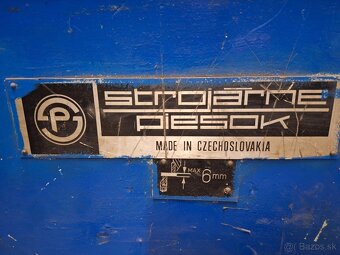 strojárne
piesok
MADE IN CZECHOSLOVAKIA
MAX
6mm
Bazos.sk